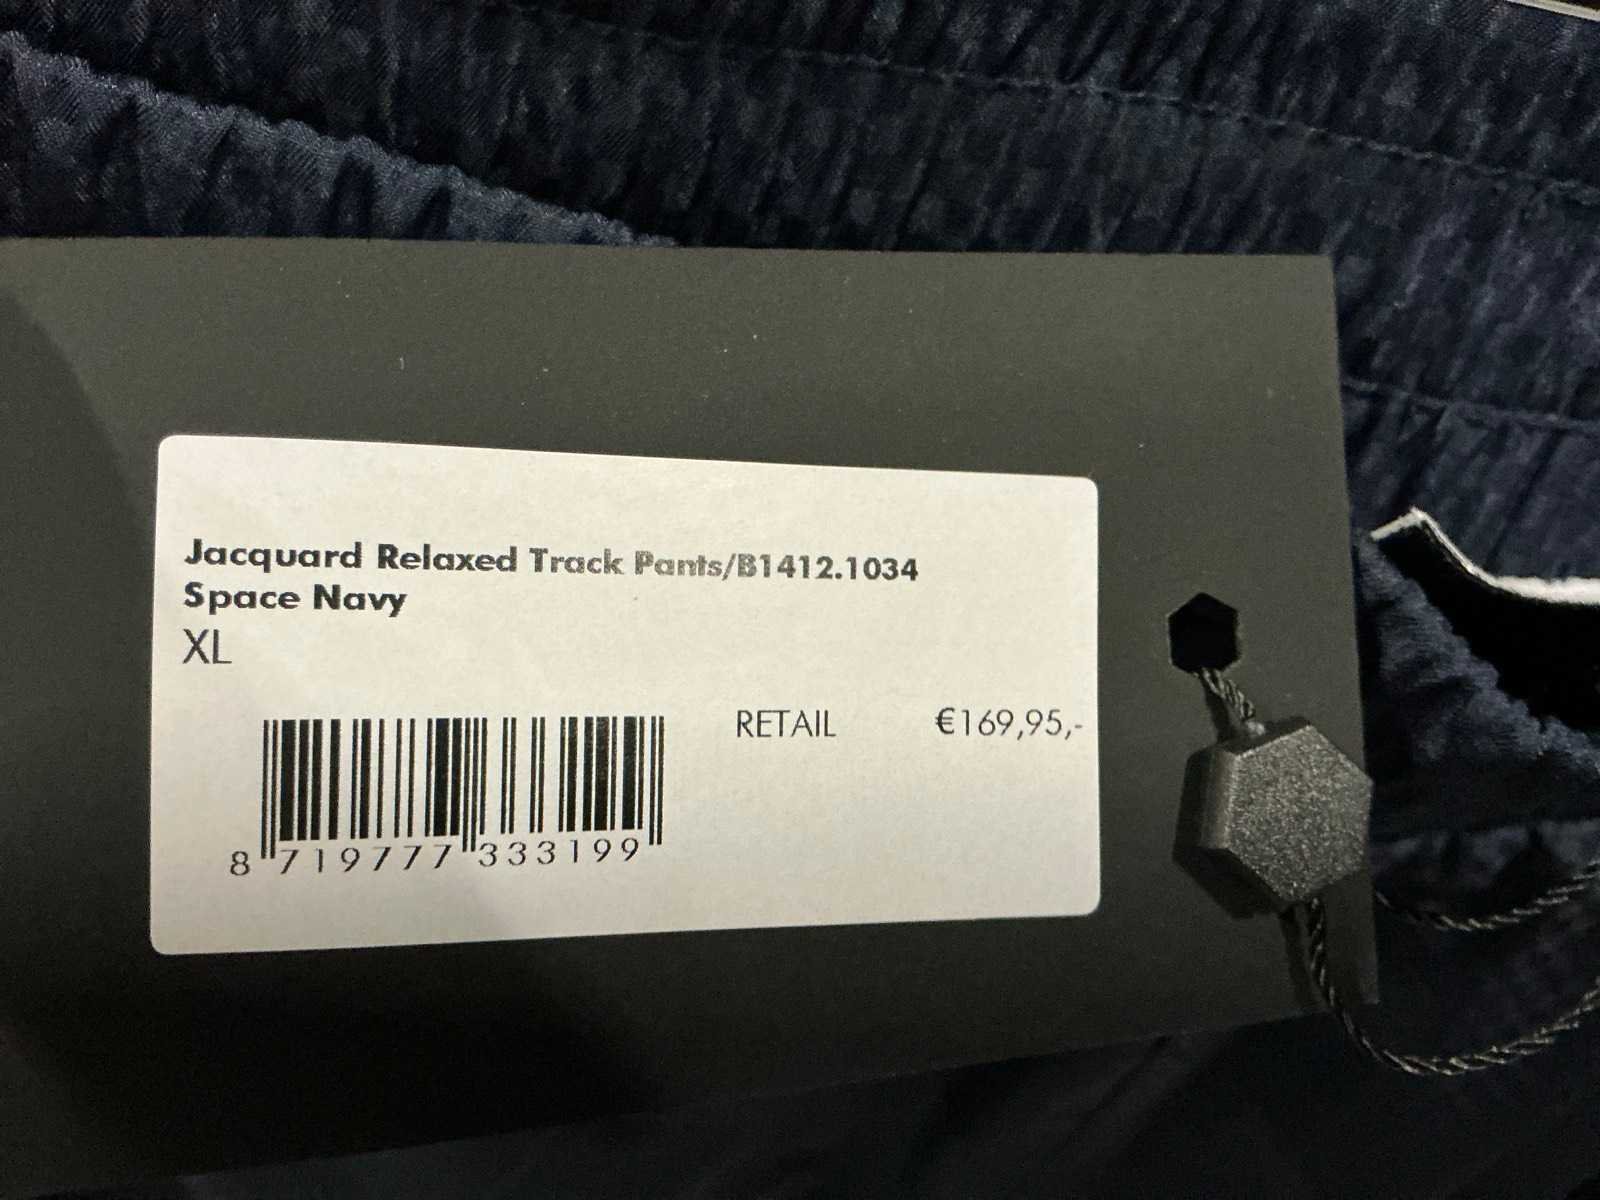 Jacquard Relaxed Track Pants/B1412.1034
Space Navy
XL
RETAIL €169,95,-
8 719777 333199